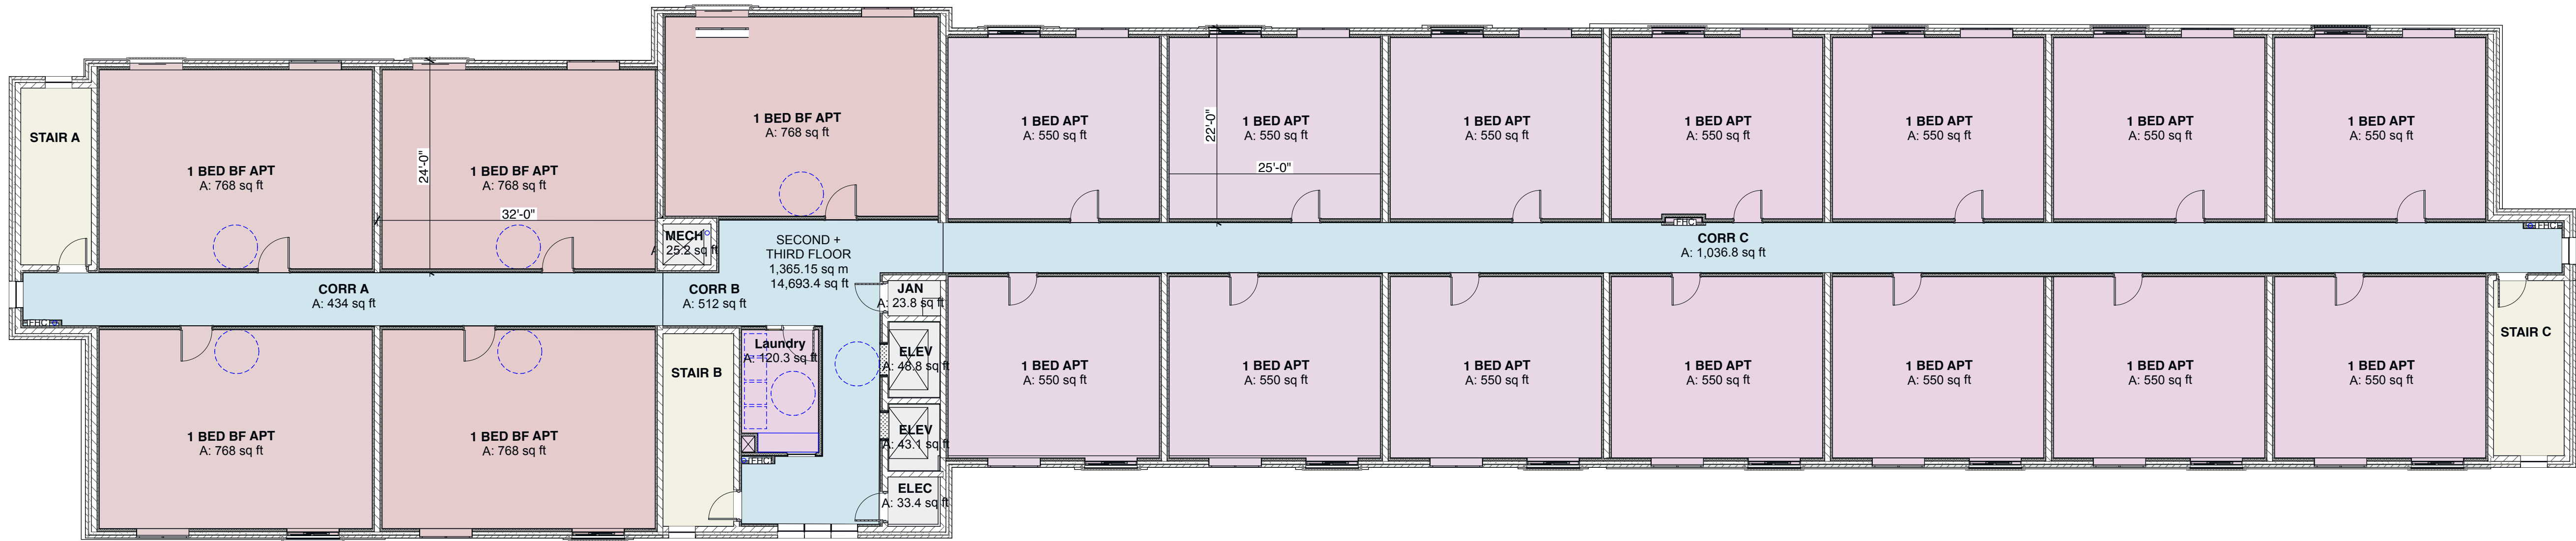 STAIR A
1 BED BF APT
A: 768 sq ft
24'-0"
1 BED BF APT
A: 768 sq ft
32'-0"
1 BED BF APT
A: 768 sq ft
1 BED APT
A: 550 sq ft
22'-0"
1 BED APT
A: 550 sq ft
25'-0"
1 BED APT
A: 550 sq ft
1 BED APT
A: 550 sq ft
1 BED APT
A: 550 sq ft
1 BED APT
A: 550 sq ft
1 BED APT
A: 550 sq ft
MECH
A: 25.2 sq ft
SECOND +
THIRD FLOOR
1,365.15 sq m
14,693.4 sq ft
FHC
CORR C
A: 1,036.8 sq ft
FHC
CORR A
A: 434 sq ft
FHC
CORR B
A: 512 sq ft
JAN
A: 23.8 sq ft
Laundry
A: 120.3 sq ft
STAIR B
ELEV
A: 48.8 sq ft
ELEV
A: 43.1 sq ft
FHC
ELEC
A: 33.4 sq ft
1 BED BF APT
A: 768 sq ft
1 BED BF APT
A: 768 sq ft
1 BED APT
A: 550 sq ft
1 BED APT
A: 550 sq ft
1 BED APT
A: 550 sq ft
1 BED APT
A: 550 sq ft
1 BED APT
A: 550 sq ft
1 BED APT
A: 550 sq ft
1 BED APT
A: 550 sq ft
STAIR C